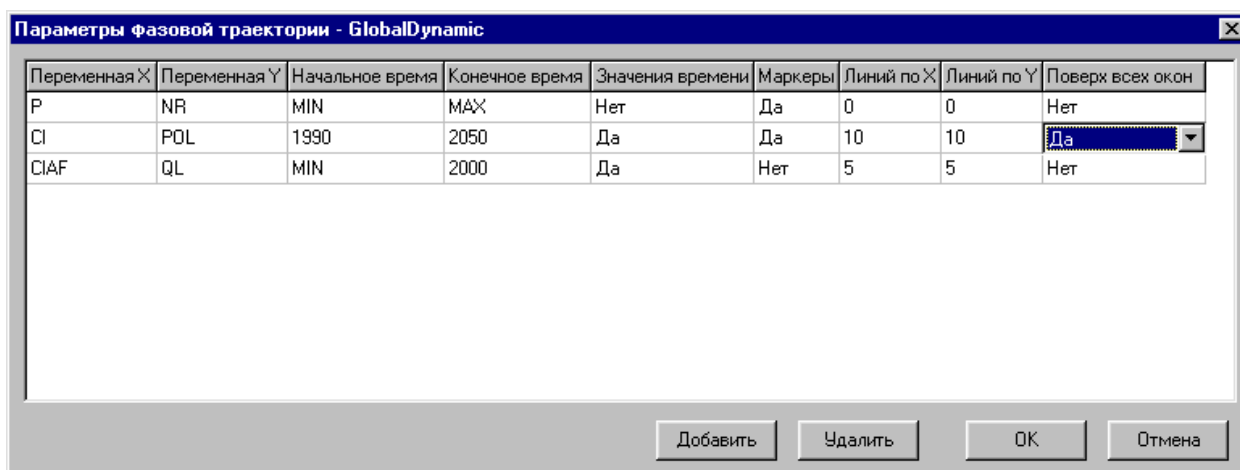 Параметры фазовой траектории - GlobalDynamic
Переменная X Переменная Y Начальное время Конечное время Значения времени Маркеры Линий по X Линий по Y Поверх всех окон
P NR MIN MAX Нет Да 0 0 Нет
CI POL 1990 2050 Да Да 10 10 Да
CIAF QL MIN 2000 Да Нет 5 5 Нет
Добавить Удалить OK Отмена